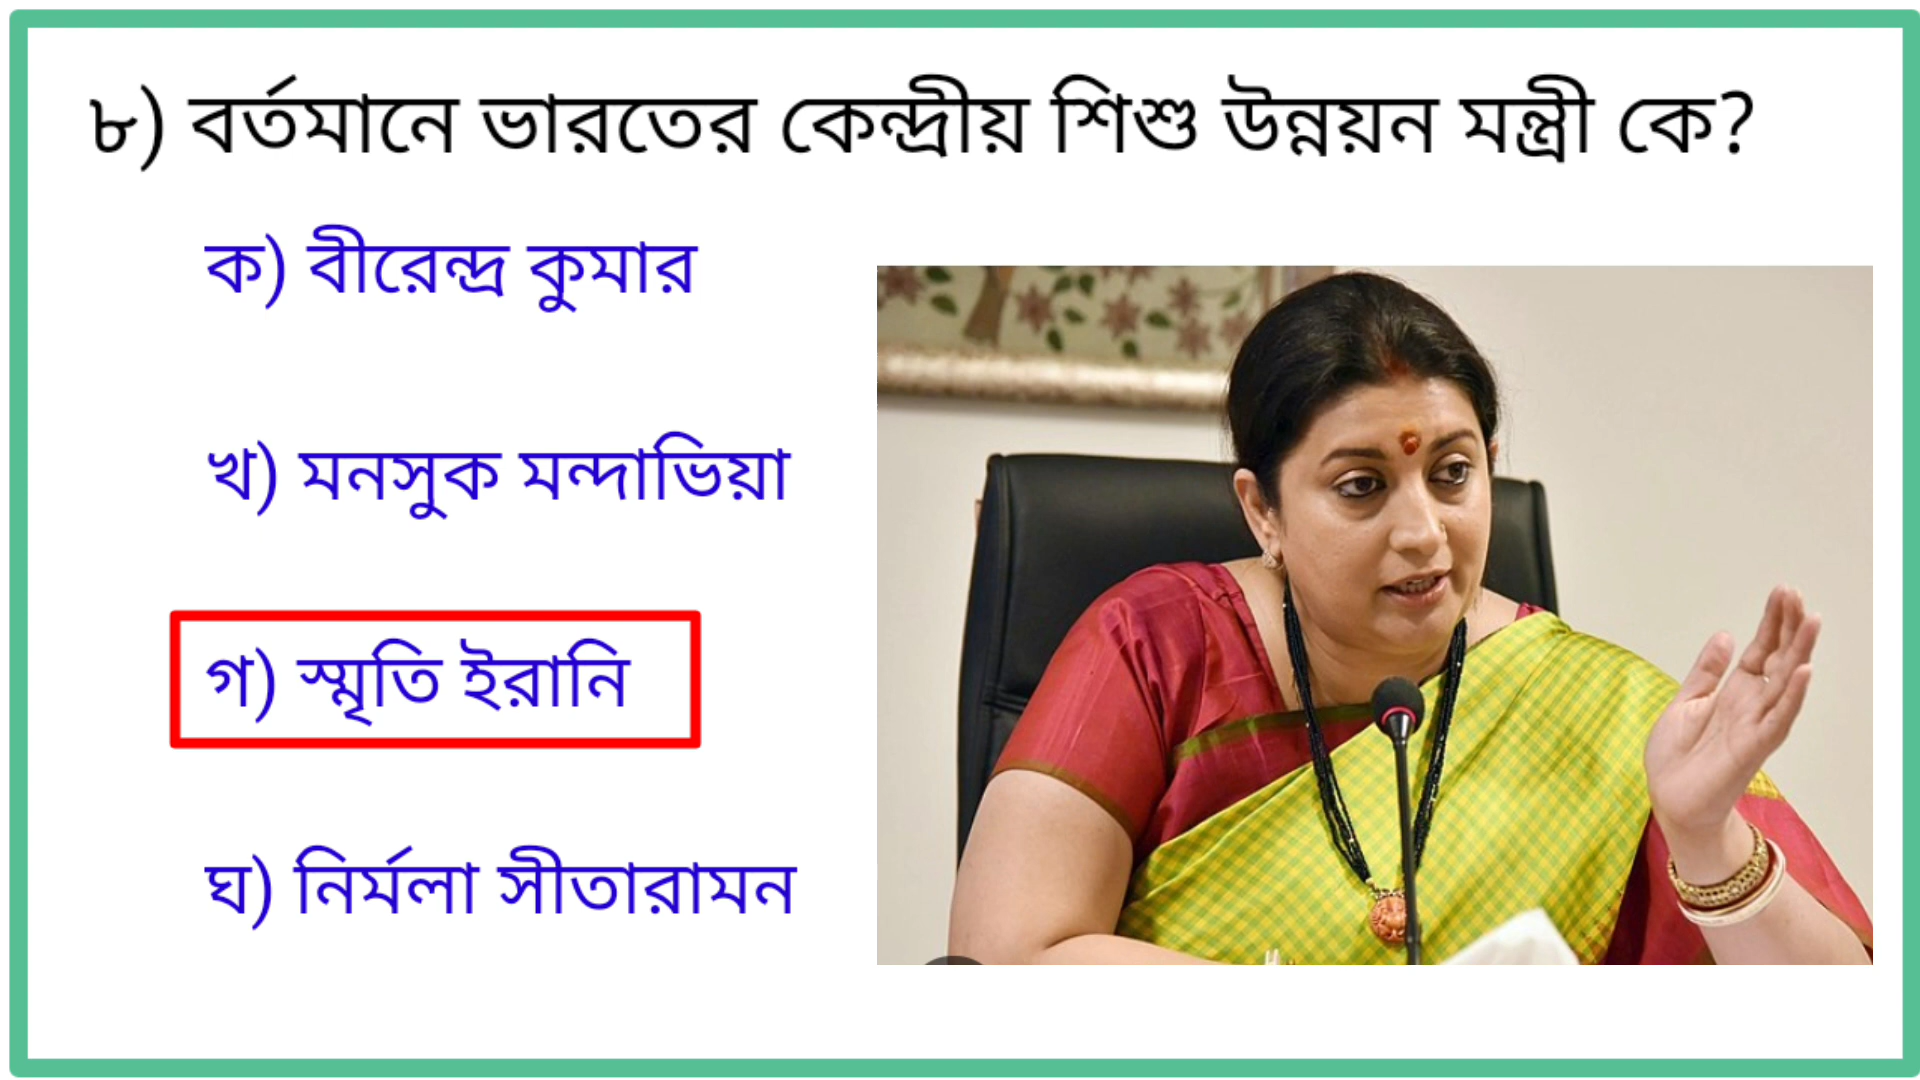 ৮) বর্তমানে ভারতের কেন্দ্রীয় শিশু উন্নয়ন মন্ত্রী কে?
ক) বীরেন্দ্র কুমার
খ) মনসুক মন্দাভিয়া
গ) স্মৃতি ইরানি
ঘ) নির্মলা সীতারামন